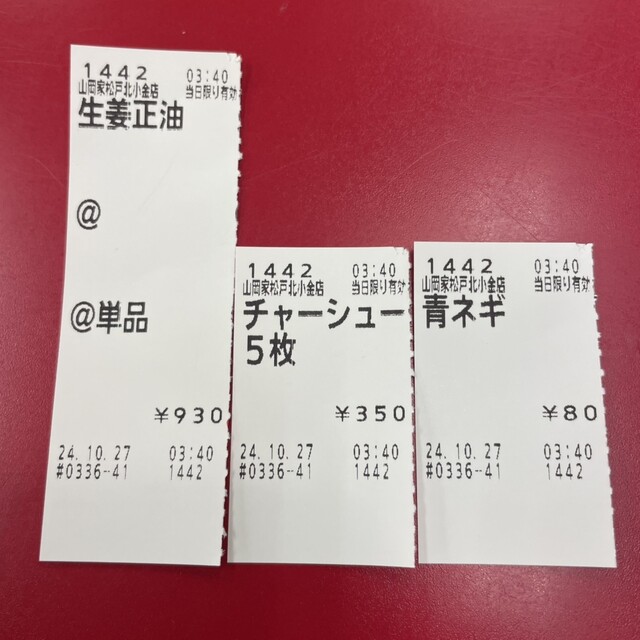 1442 03:40
山岡家松戸北小金店 当日限り有効
生姜正油
@
@単品
¥930
24.10.27 03:40
#0336-41 1442
1442 03:40
山岡家松戸北小金店 当日限り有効
チャーシュー
5枚
¥350
24.10.27 03:40
#0336-41 1442
1442 03:40
山岡家松戸北小金店 当日限り有効
青ネギ
¥80
24.10.27 03:40
#0336-41 1442